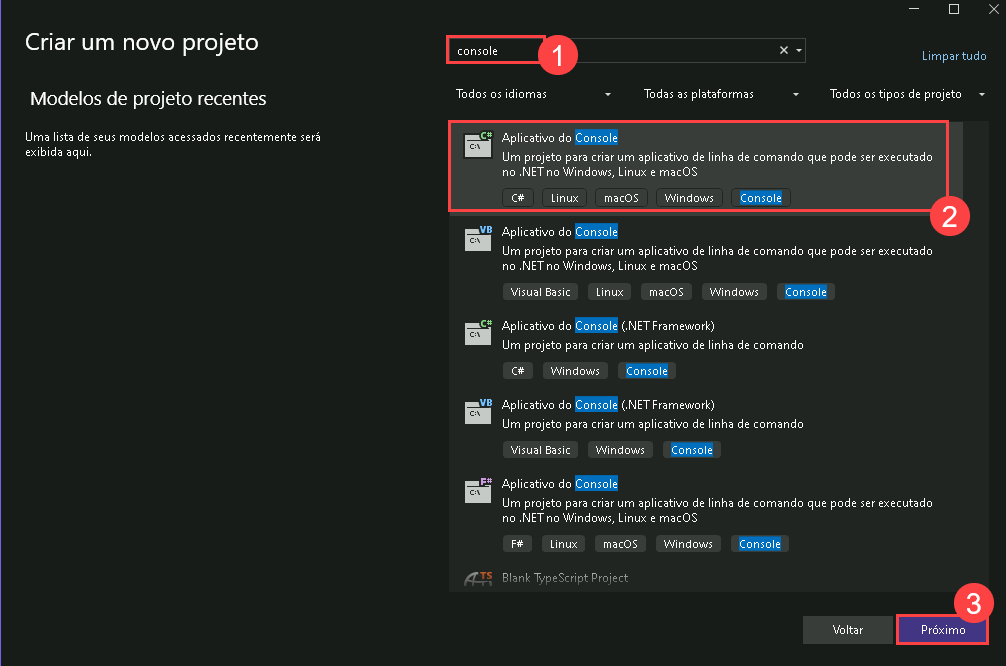 Criar um novo projeto
console
1
Limpar tudo
Modelos de projeto recentes
Uma lista de seus modelos acessados recentemente será
exibida aqui.
Todos os idiomas
Todas as plataformas
Todos os tipos de projeto
C#
C:\
Aplicativo do Console
Um projeto para criar um aplicativo de linha de comando que pode ser executado
no .NET no Windows, Linux e macOS
C# Linux macOS Windows Console
2
VB
C:\
Aplicativo do Console
Um projeto para criar um aplicativo de linha de comando que pode ser executado
no .NET no Windows, Linux e macOS
Visual Basic Linux macOS Windows Console
C#
C:\
Aplicativo do Console (.NET Framework)
Um projeto para criar um aplicativo de linha de comando
C# Windows Console
VB
C:\
Aplicativo do Console (.NET Framework)
Um projeto para criar um aplicativo de linha de comando
Visual Basic Windows Console
F#
C:\
Aplicativo do Console
Um projeto para criar um aplicativo de linha de comando que pode ser executado
no .NET no Windows, Linux e macOS
F# Linux macOS Windows Console
TS
Blank TypeScript Project
3
Voltar
Próximo